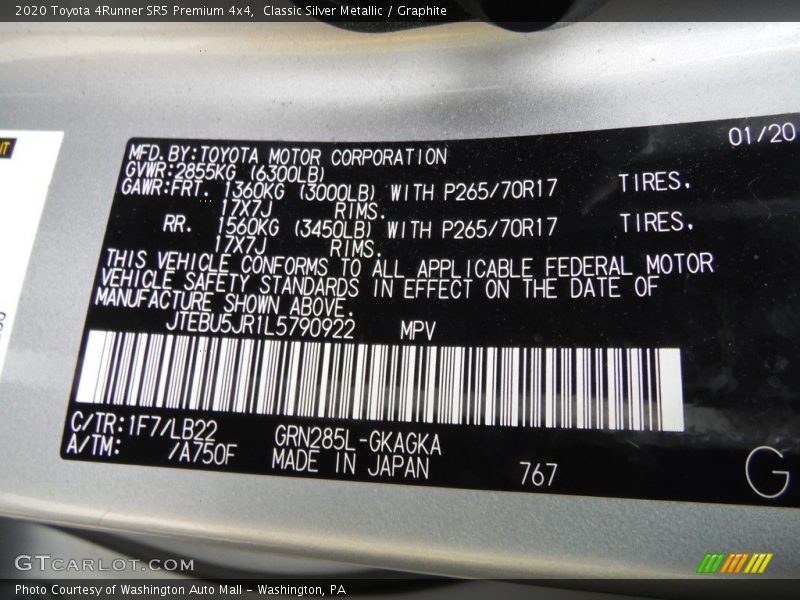 2020 Toyota 4Runner SR5 Premium 4x4,  Classic Silver Metallic / Graphite
01/20
MFD.BY:TOYOTA MOTOR CORPORATION
GVWR:2855KG (6300LB)
GAWR:FRT. 1360KG (3000LB) WITH P265/70R17 TIRES.
17X7J RIMS.
RR. 1560KG (3450LB) WITH P265/70R17 TIRES.
17X7J RIMS.
THIS VEHICLE CONFORMS TO ALL APPLICABLE FEDERAL MOTOR
VEHICLE SAFETY STANDARDS IN EFFECT ON THE DATE OF
MANUFACTURE SHOWN ABOVE.
JTEBU5JR1L5790922 MPV
C/TR:1F7/LB22 GRN285L-GKAGKA
A/TM: /A750F MADE IN JAPAN 767
G
GTCARLOT.COM
Photo Courtesy of Washington Auto Mall - Washington, PA